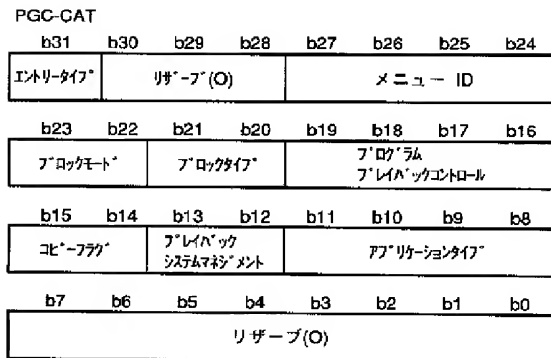 PGC-CAT
b31 b30 b29 b28 b27 b26 b25 b24
エントリータイプ リザーブ(O) メニュー ID
b23 b22 b21 b20 b19 b18 b17 b16
ブロックモード ブロックタイプ プログラム
プレイバックコントロール
b15 b14 b13 b12 b11 b10 b9 b8
コピーフラグ プレイバック
システムマネジメント アプリケーションタイプ
b7 b6 b5 b4 b3 b2 b1 b0
リザーブ(O)